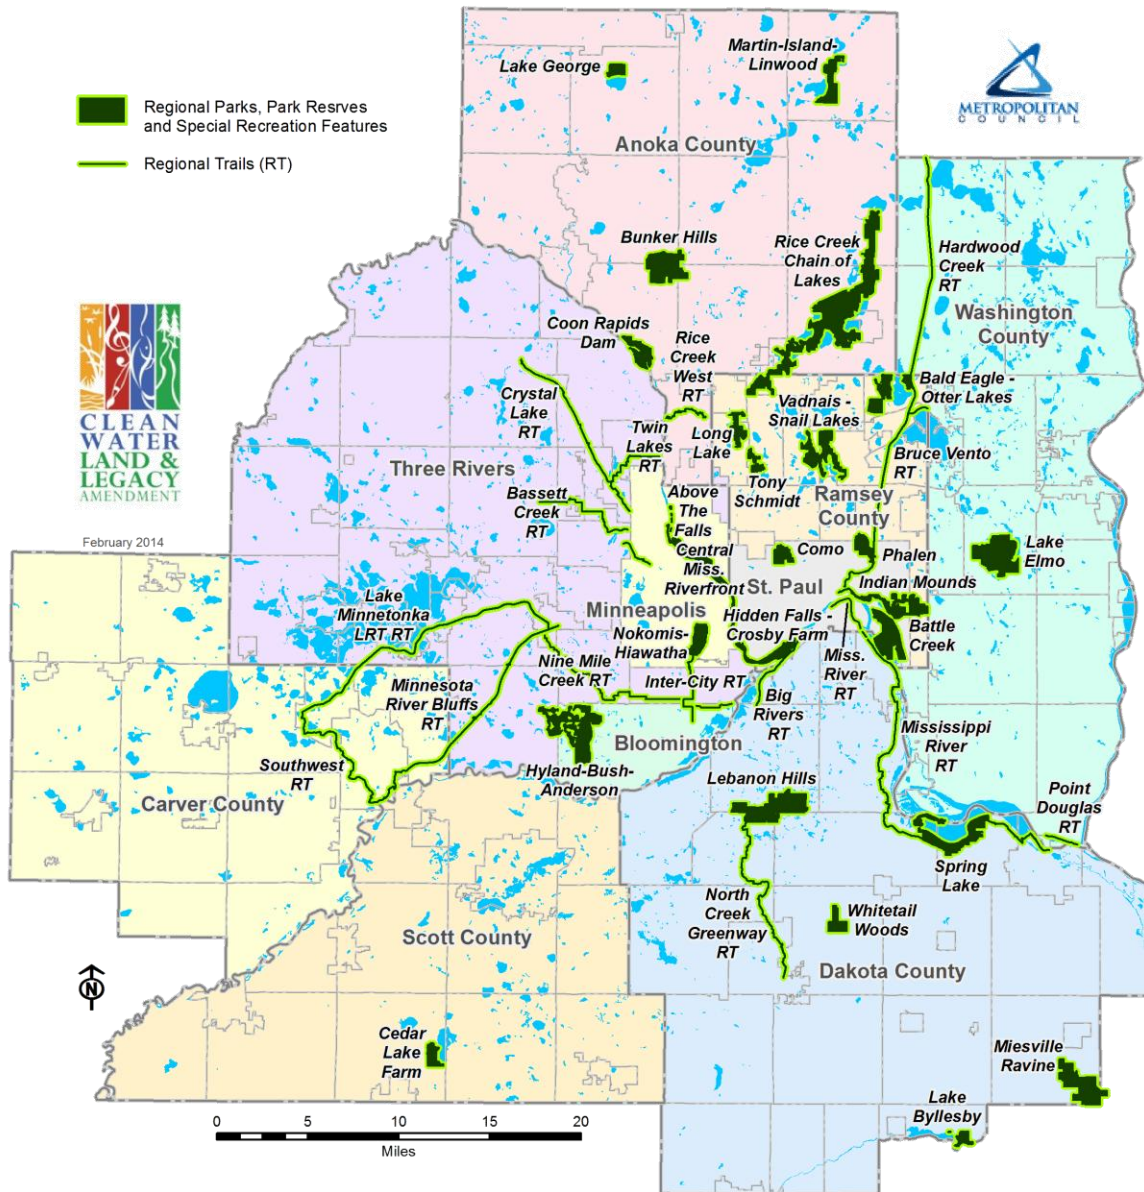 Martin-Island-
Linwood
Lake George
METROPOLITAN
COUNCIL
Regional Parks, Park Resrves
and Special Recreation Features
Regional Trails (RT)
Anoka County
Bunker Hills
Rice Creek
Chain of
Lakes
Hardwood
Creek
RT
Washington
County
CLEAN
WATER
LAND &
LEGACY
AMENDMENT
February 2014
Coon Rapids
Dam
Rice
Creek
West
RT
Crystal
Lake
RT
Twin
Lakes
RT
Long
Lake
Vadnais -
Snail Lakes
Bald Eagle -
Otter Lakes
Bruce Vento
RT
Three Rivers
Tony
Schmidt
Ramsey
County
Bassett
Creek
RT
Above
The
Falls
Central
Miss.
Riverfront
Como
Phalen
Lake
Elmo
St. Paul
Indian Mounds
Lake
Minnetonka
LRT RT
Minneapolis
Nokomis-
Hiawatha
Hidden Falls -
Crosby Farm
Battle
Creek
Miss.
River
RT
Nine Mile
Creek RT
Inter-City RT
Minnesota
River Bluffs
RT
Big
Rivers
RT
Mississippi
River
RT
Southwest
RT
Bloomington
Hyland-Bush-
Anderson
Lebanon Hills
Point
Douglas
RT
Carver County
Spring
Lake
North
Creek
Greenway
RT
Whitetail
Woods
Scott County
Dakota County
N
Cedar
Lake
Farm
Miesville
Ravine
Lake
Byllesby
0 5 10 15 20
Miles